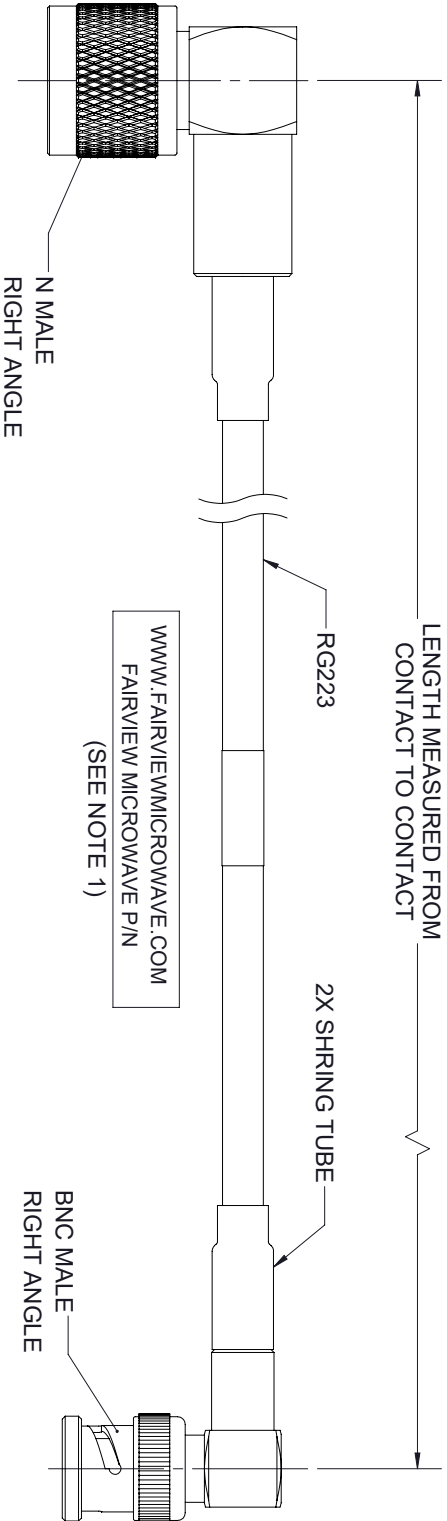 LENGTH MEASURED FROM
CONTACT TO CONTACT
N MALE
RIGHT ANGLE
RG223
WWW.FAIRVIEWMICROWAVE.COM
FAIRVIEW MICROWAVE P/N
(SEE NOTE 1)
2X SHRING TUBE
BNC MALE
RIGHT ANGLE